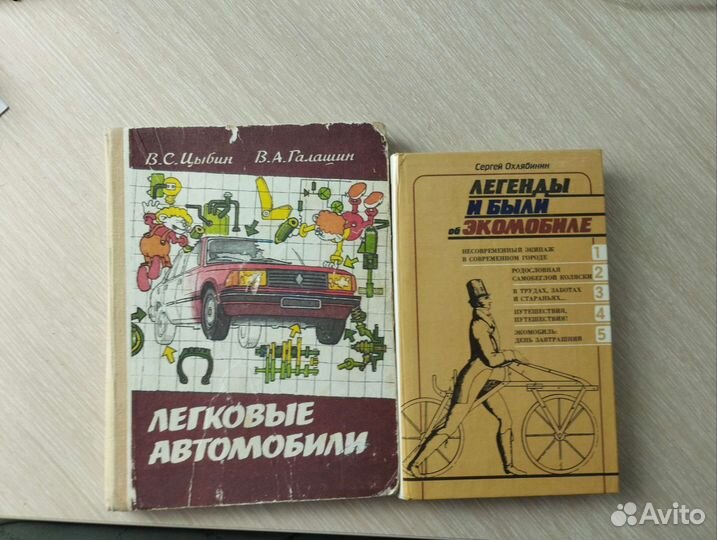 В.С.Цыбин В.А.Галашин
ЛЕГКОВЫЕ
АВТОМОБИЛИ
Сергей Охлябинин
ЛЕГЕНДЫ
И БЫЛИ
об ЭКОМОБИЛЕ
НЕСОВРЕМЕННЫЙ ЭКИПАЖ
В СОВРЕМЕННОМ ГОРОДЕ
1
РОДОСЛОВНАЯ
САМОБЕГЛОЙ КОЛЯСКИ
2
В ТРУДАХ, ЗАБОТАХ
И СТАРАНЬЯХ...
3
ПУТЕШЕСТВИЯ,
ПУТЕШЕСТВИЯ!
4
ЭКОМОБИЛЬ:
ДЕНЬ ЗАВТРАШНИЙ
5
Avito